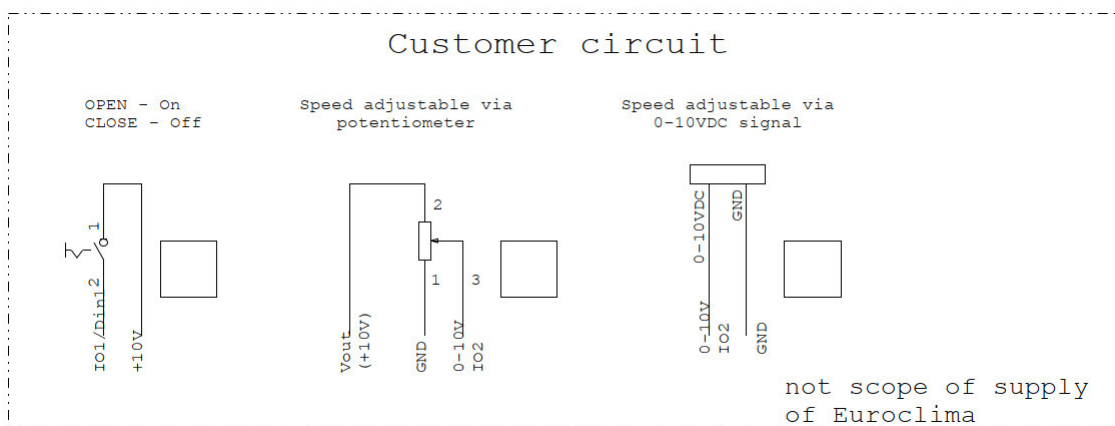 Customer circuit
OPEN - On
CLOSE - Off
1
2
IO1/Din1
+10V
Speed adjustable via
potentiometer
2
1
3
Vout
(+10V)
GND
0-10V
IO2
Speed adjustable via
0-10VDC signal
0-10VDC
GND
0-10V
IO2
GND
not scope of supply
of Euroclima